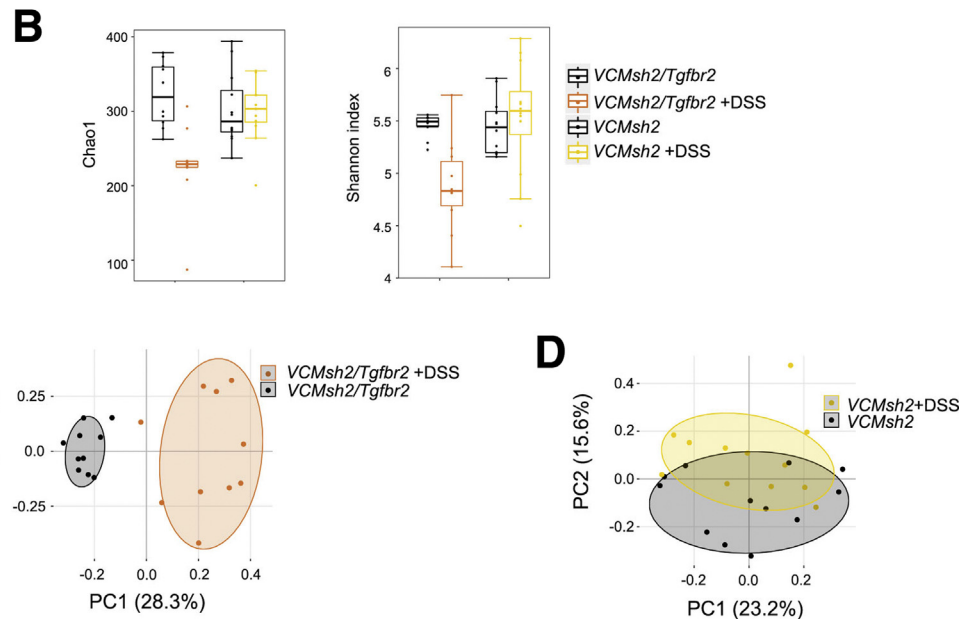 B
400
300
200
100
Chao1
6
5.5
5
4.5
4
Shannon index
VCMsh2/Tgfbr2
VCMsh2/Tgfbr2 +DSS
VCMsh2
VCMsh2 +DSS
0.25
0.0
-0.25
-0.2 0.0 0.2 0.4
PC1 (28.3%)
VCMsh2/Tgfbr2 +DSS
VCMsh2/Tgfbr2
D
0.4
0.2
0.0
-0.2
PC2 (15.6%)
-0.2 0.0 0.2
PC1 (23.2%)
VCMsh2+DSS
VCMsh2